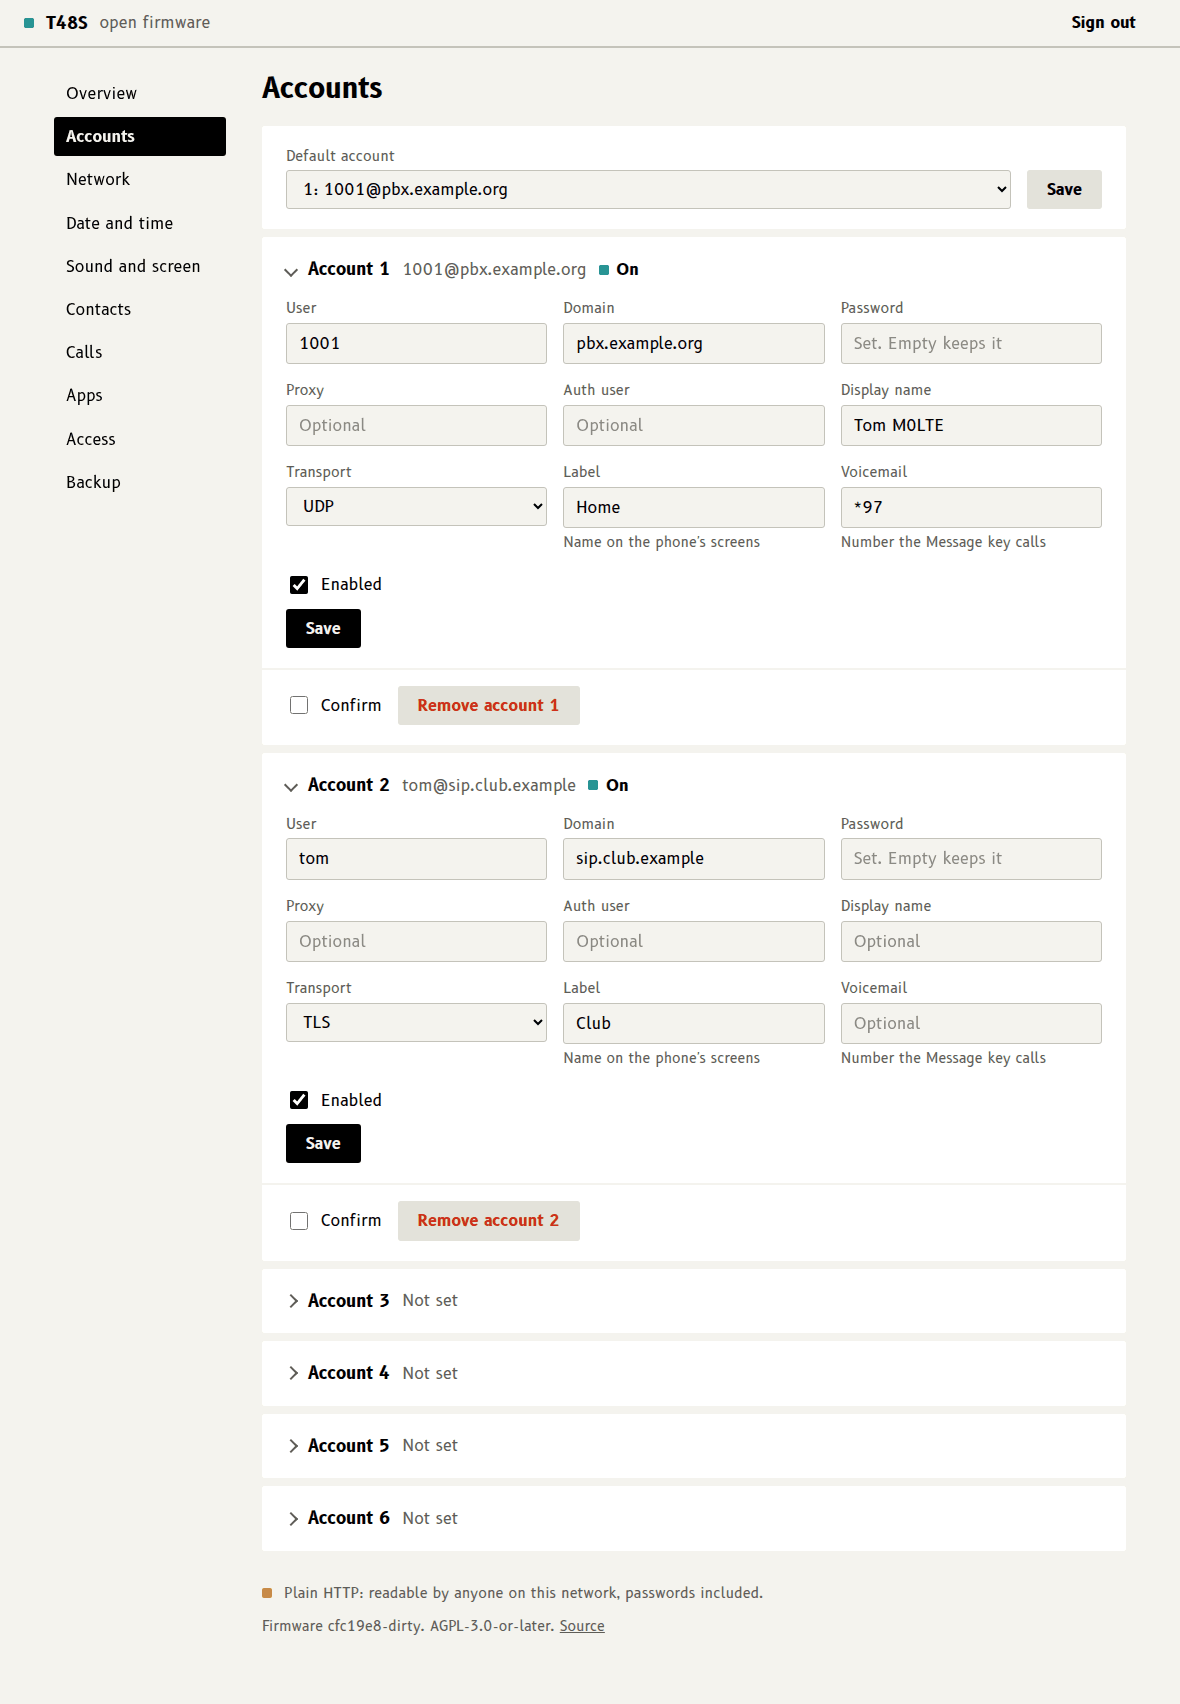 T48S open firmware Sign out
Overview
Accounts
Network
Date and time
Sound and screen
Contacts
Calls
Apps
Access
Backup
Accounts
Default account
1: 1001@pbx.example.org Save
Account 1 1001@pbx.example.org On
User Domain Password
1001 pbx.example.org Set. Empty keeps it
Proxy Auth user Display name
Optional Optional Tom M0LTE
Transport Label Voicemail
UDP Home *97
Name on the phone's screens Number the Message key calls
Enabled
Save
Confirm Remove account 1
Account 2 tom@sip.club.example On
User Domain Password
tom sip.club.example Set. Empty keeps it
Proxy Auth user Display name
Optional Optional Optional
Transport Label Voicemail
TLS Club Optional
Name on the phone's screens Number the Message key calls
Enabled
Save
Confirm Remove account 2
Account 3 Not set
Account 4 Not set
Account 5 Not set
Account 6 Not set
Plain HTTP: readable by anyone on this network, passwords included.
Firmware cfc19e8-dirty. AGPL-3.0-or-later. Source